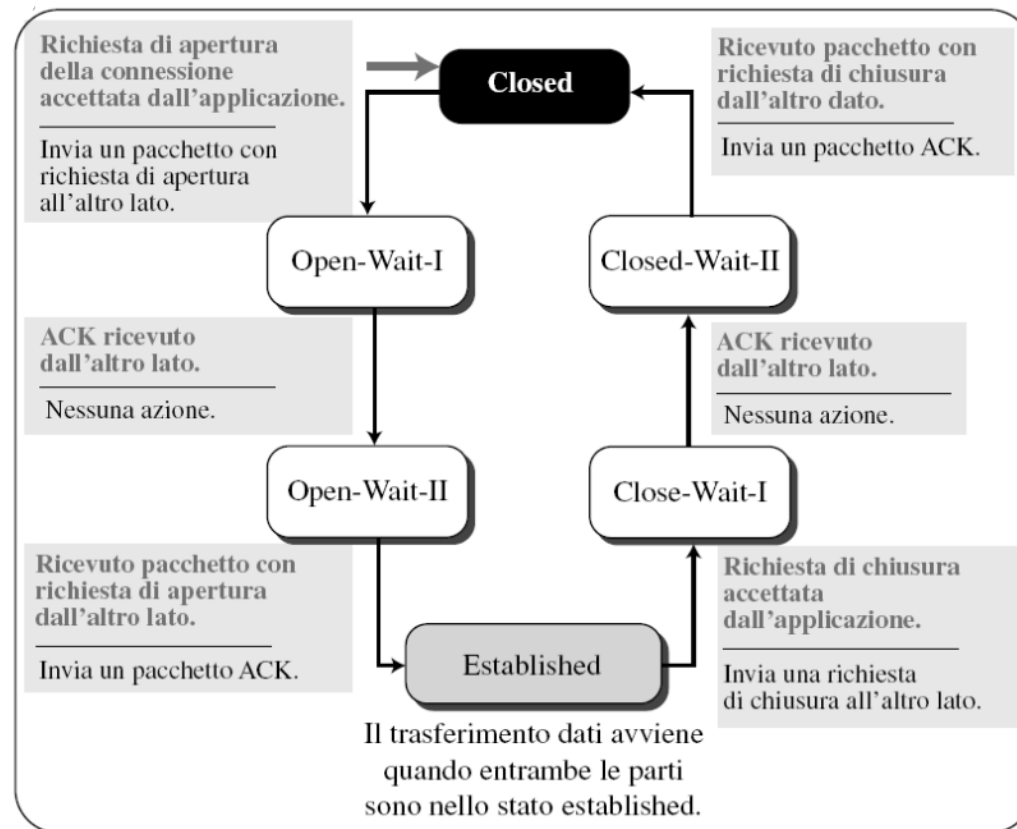 Richiesta di apertura
della connessione
accettata dall'applicazione.
Invia un pacchetto con
richiesta di apertura
all'altro lato.
Closed
Ricevuto pacchetto con
richiesta di chiusura
dall'altro dato.
Invia un pacchetto ACK.
Open-Wait-I
Closed-Wait-II
ACK ricevuto
dall'altro lato.
Nessuna azione.
ACK ricevuto
dall'altro lato.
Nessuna azione.
Open-Wait-II
Close-Wait-I
Ricevuto pacchetto con
richiesta di apertura
dall'altro lato.
Invia un pacchetto ACK.
Established
Richiesta di chiusura
accettata
dall'applicazione.
Invia una richiesta
di chiusura all'altro lato.
Il trasferimento dati avviene
quando entrambe le parti
sono nello stato established.